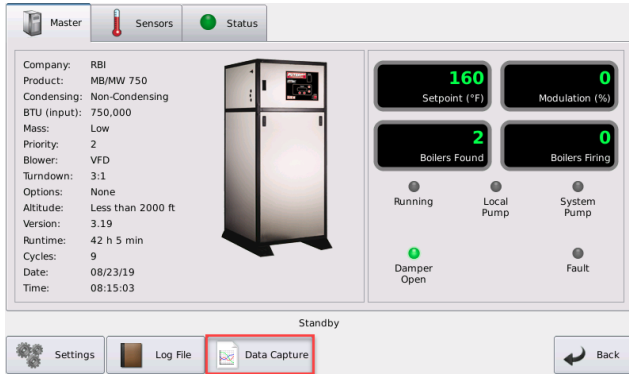 Master
Sensors
Status
Company: RBI
Product: MB/MW 750
Condensing: Non-Condensing
BTU (input): 750,000
Mass: Low
Priority: 2
Blower: VFD
Turndown: 3:1
Options: None
Altitude: Less than 2000 ft
Version: 3.19
Runtime: 42 h 5 min
Cycles: 9
Date: 08/23/19
Time: 08:15:03
160
Setpoint (°F)
0
Modulation (%)
2
Boilers Found
0
Boilers Firing
Running
Local
Pump
System
Pump
Damper
Open
Fault
Standby
Settings
Log File
Data Capture
Back